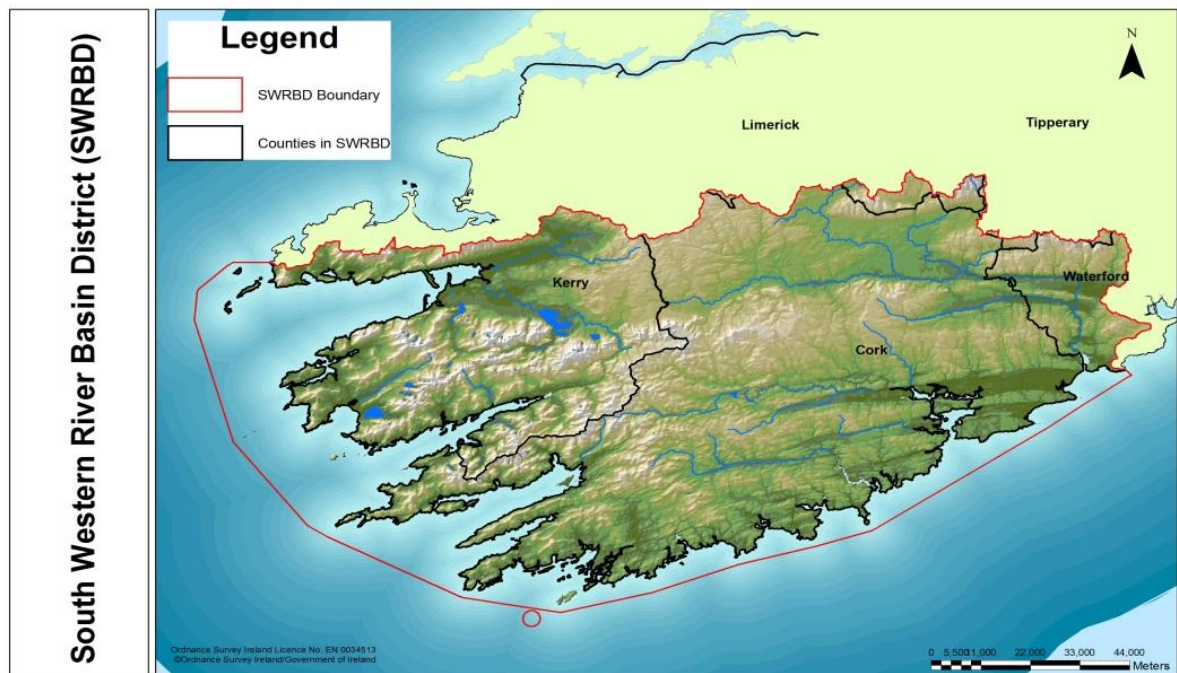 South Western River Basin District (SWRBD)
Legend
SWRBD Boundary
Counties in SWRBD
N
Limerick
Tipperary
Kerry
Waterford
Cork
Ordnance Survey Ireland Licence No. EN 0034513
©Ordnance Survey Ireland/Government of Ireland
0 5,500 11,000 22,000 33,000 44,000
Meters